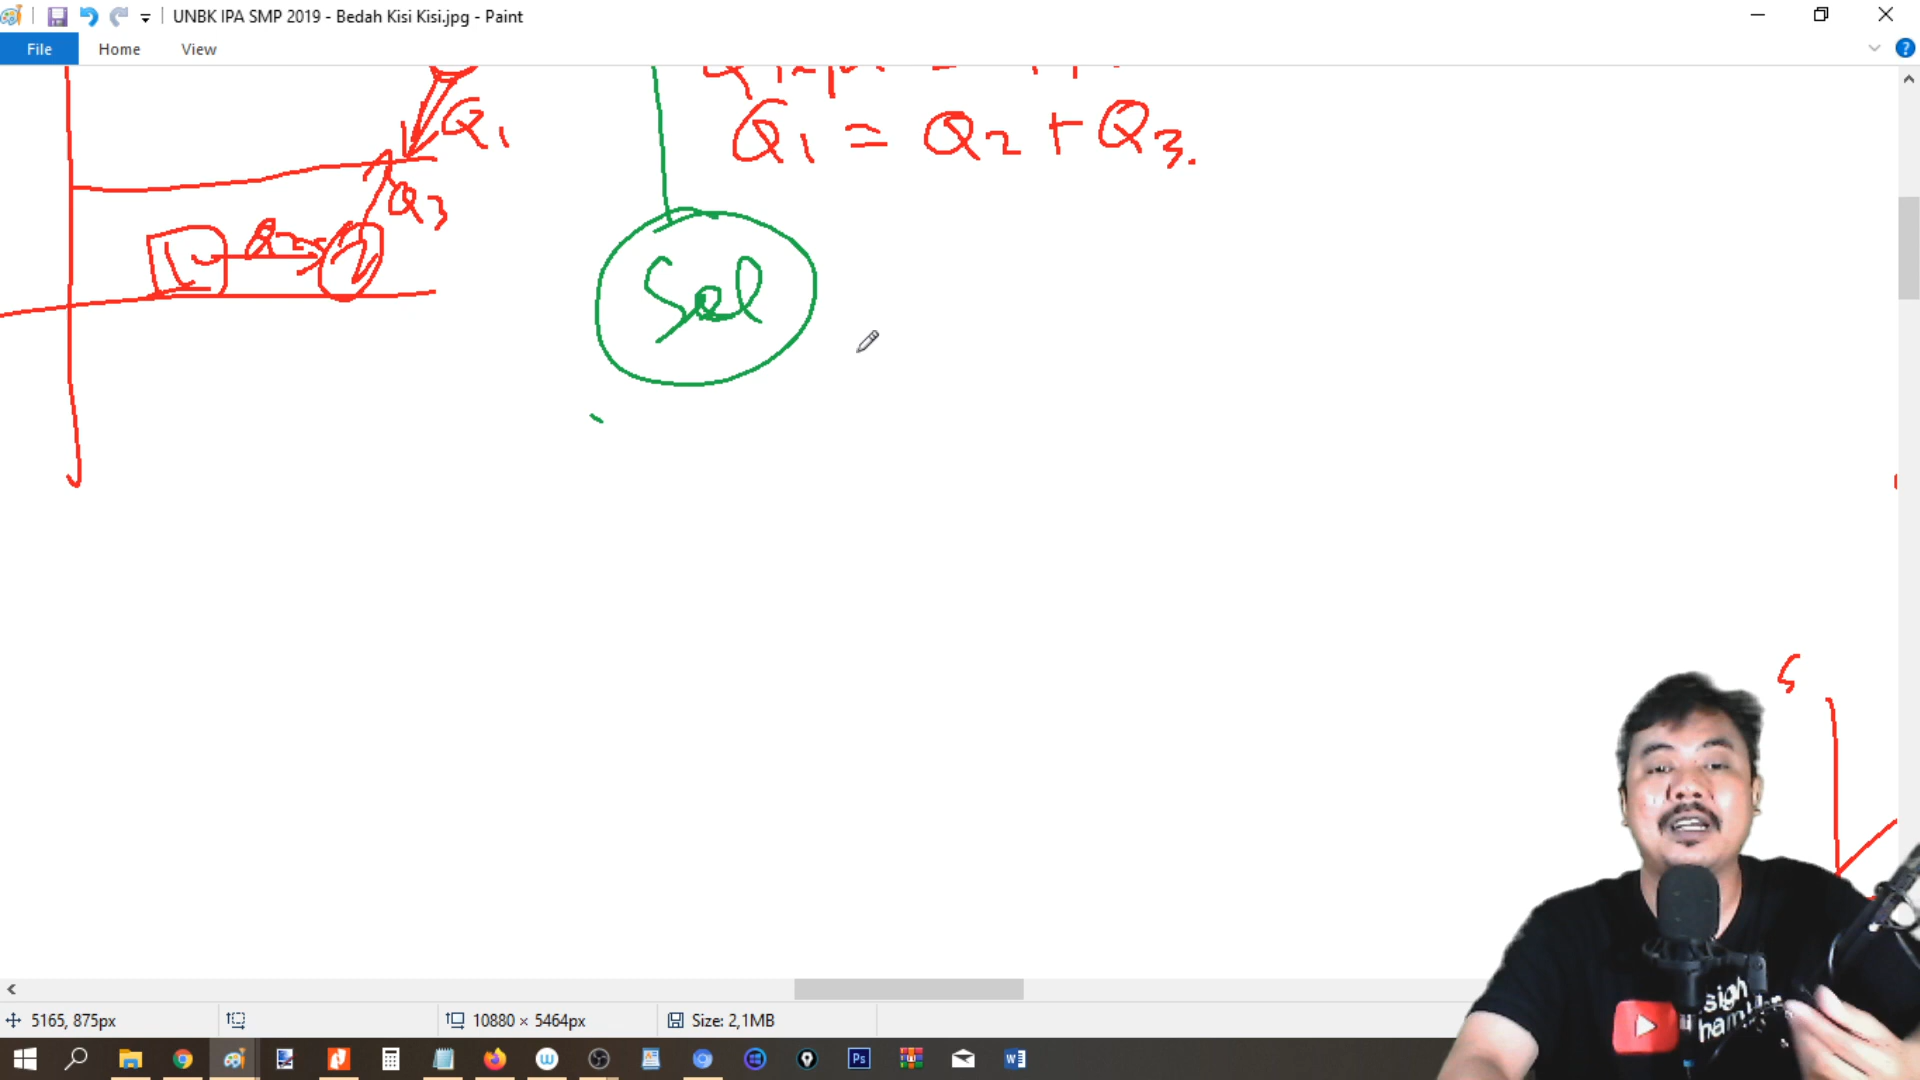 UNBK IPA SMP 2019 - Bedah Kisi Kisi.jpg - Paint
File Home View
Q1
Q1 = Q2 + Q3.
Q3
Sel
5165, 875px
10880 × 5464px
Size: 2,1MB
Ps